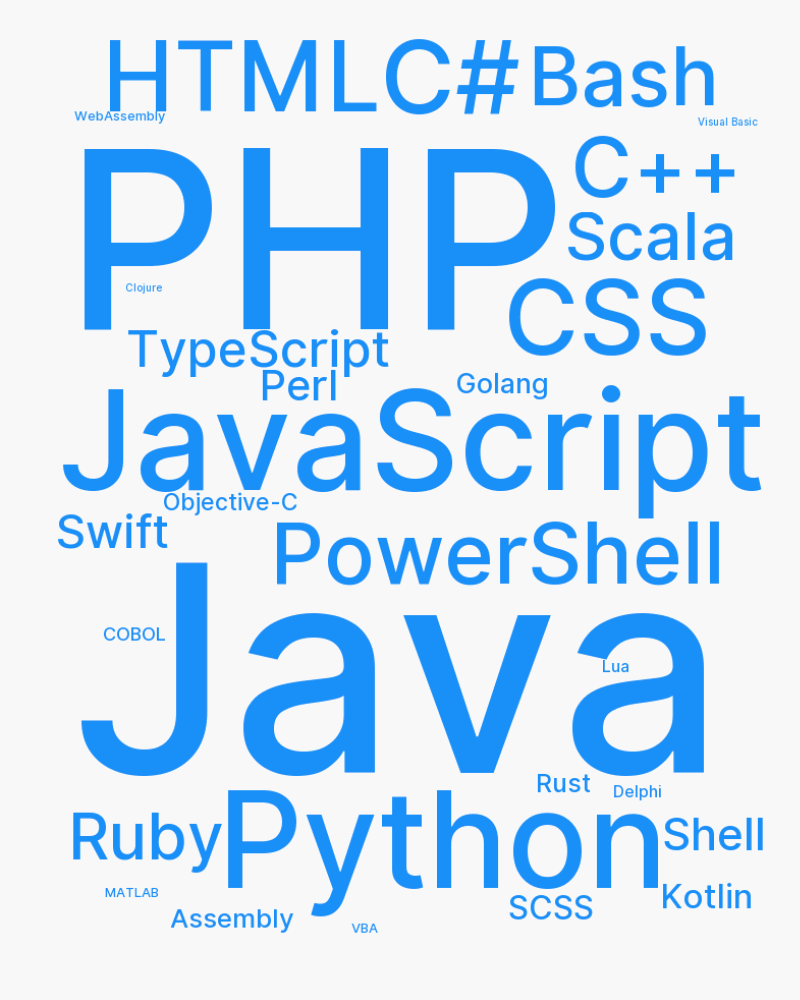 HTML C# Bash
WebAssembly
Visual Basic
PHP
C++
Scala
Clojure
CSS
TypeScript
Perl
Golang
JavaScript
Objective-C
Swift
PowerShell
Java
COBOL
Lua
Rust
Delphi
Ruby
Python
Shell
MATLAB
Kotlin
SCSS
Assembly
VBA